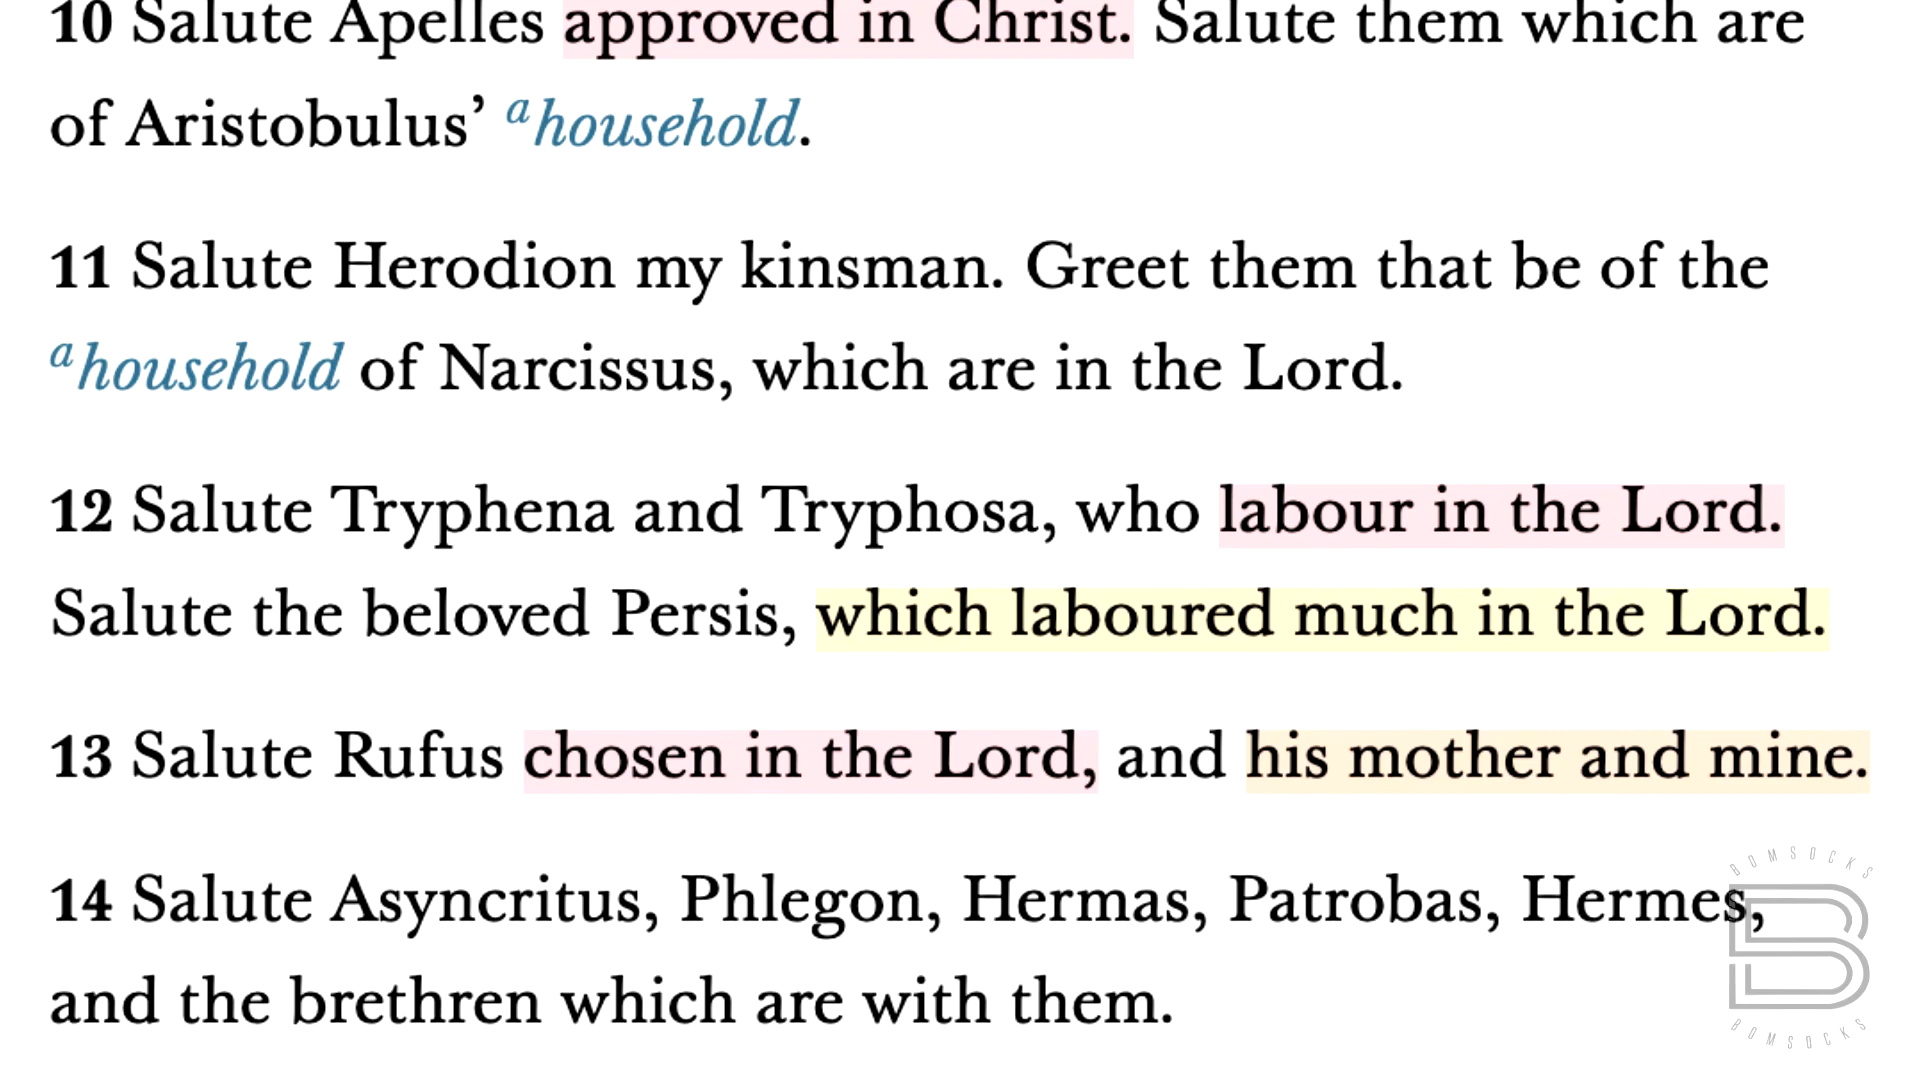 10 Salute Apelles approved in Christ. Salute them which are
of Aristobulus’ a household.
11 Salute Herodion my kinsman. Greet them that be of the
a household of Narcissus, which are in the Lord.
12 Salute Tryphena and Tryphosa, who labour in the Lord.
Salute the beloved Persis, which laboured much in the Lord.
13 Salute Rufus chosen in the Lord, and his mother and mine.
14 Salute Asyncritus, Phlegon, Hermas, Patrobas, Hermes,
and the brethren which are with them.
BOMSOCKS
B
BOMSOCKS